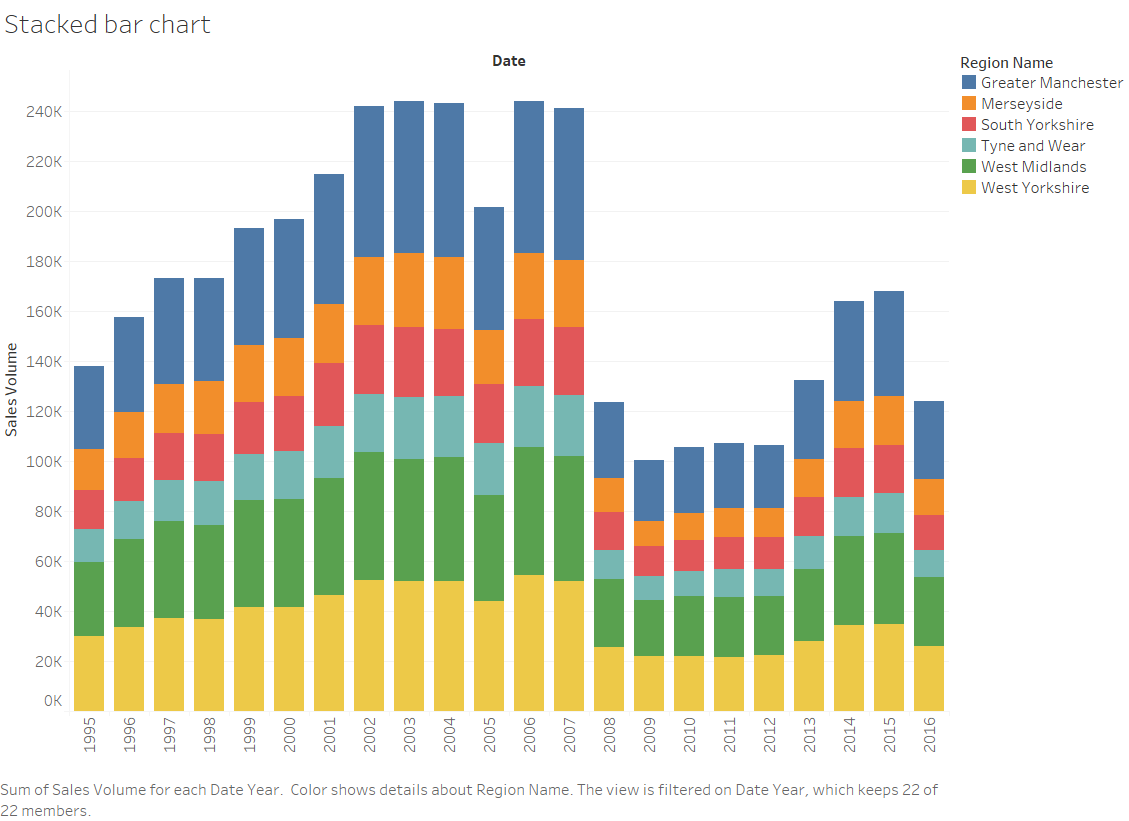 Stacked bar chart
Date
Region Name
Greater Manchester
Merseyside
South Yorkshire
Tyne and Wear
West Midlands
West Yorkshire
Sales Volume
240K
220K
200K
180K
160K
140K
120K
100K
80K
60K
40K
20K
0K
1995
1996
1997
1998
1999
2000
2001
2002
2003
2004
2005
2006
2007
2008
2009
2010
2011
2012
2013
2014
2015
2016
Sum of Sales Volume for each Date Year.  Color shows details about Region Name. The view is filtered on Date Year, which keeps 22 of
22 members.